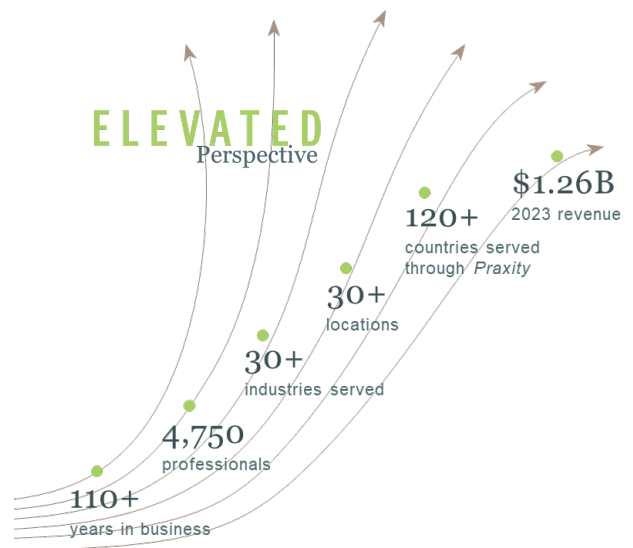 ELEVATED
Perspective
$1.26B
2023 revenue
120+
countries served
through Praxity
30+
locations
30+
industries served
4,750
professionals
110+
years in business